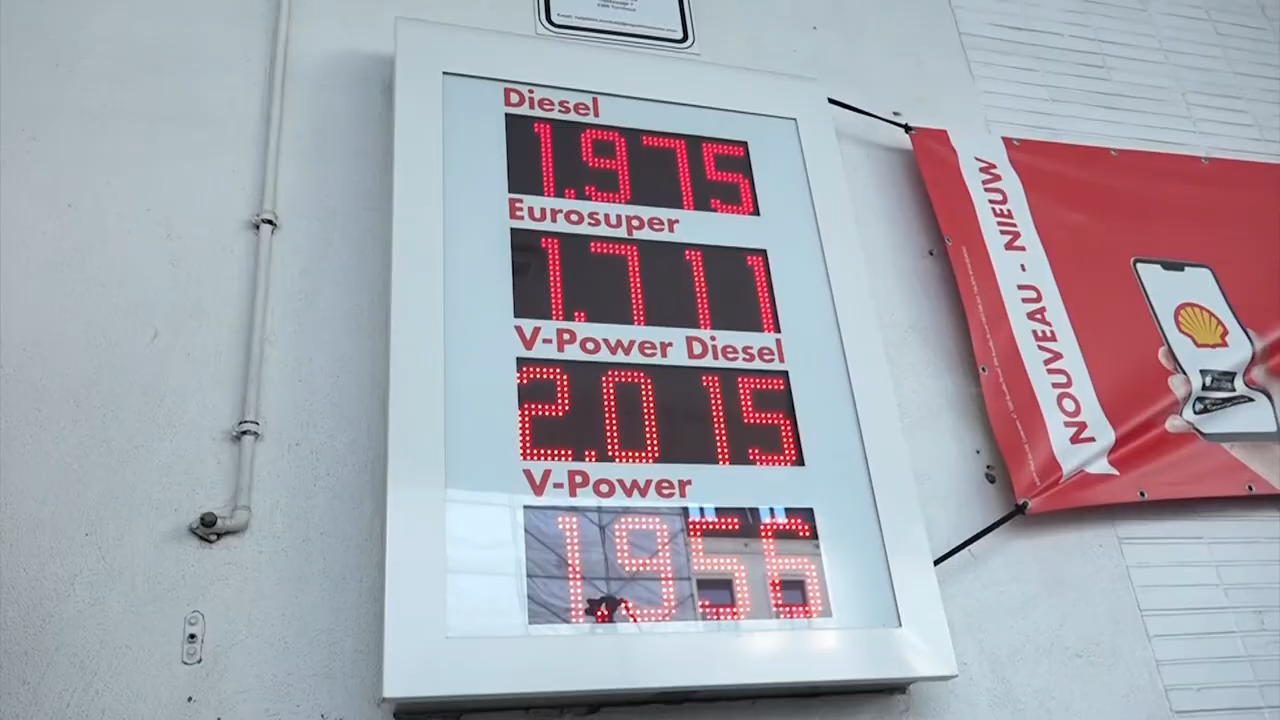 Diesel
1.975
Eurosuper
1.711
V-Power Diesel
2.015
V-Power
1.956
NOUVEAU - NIEUW